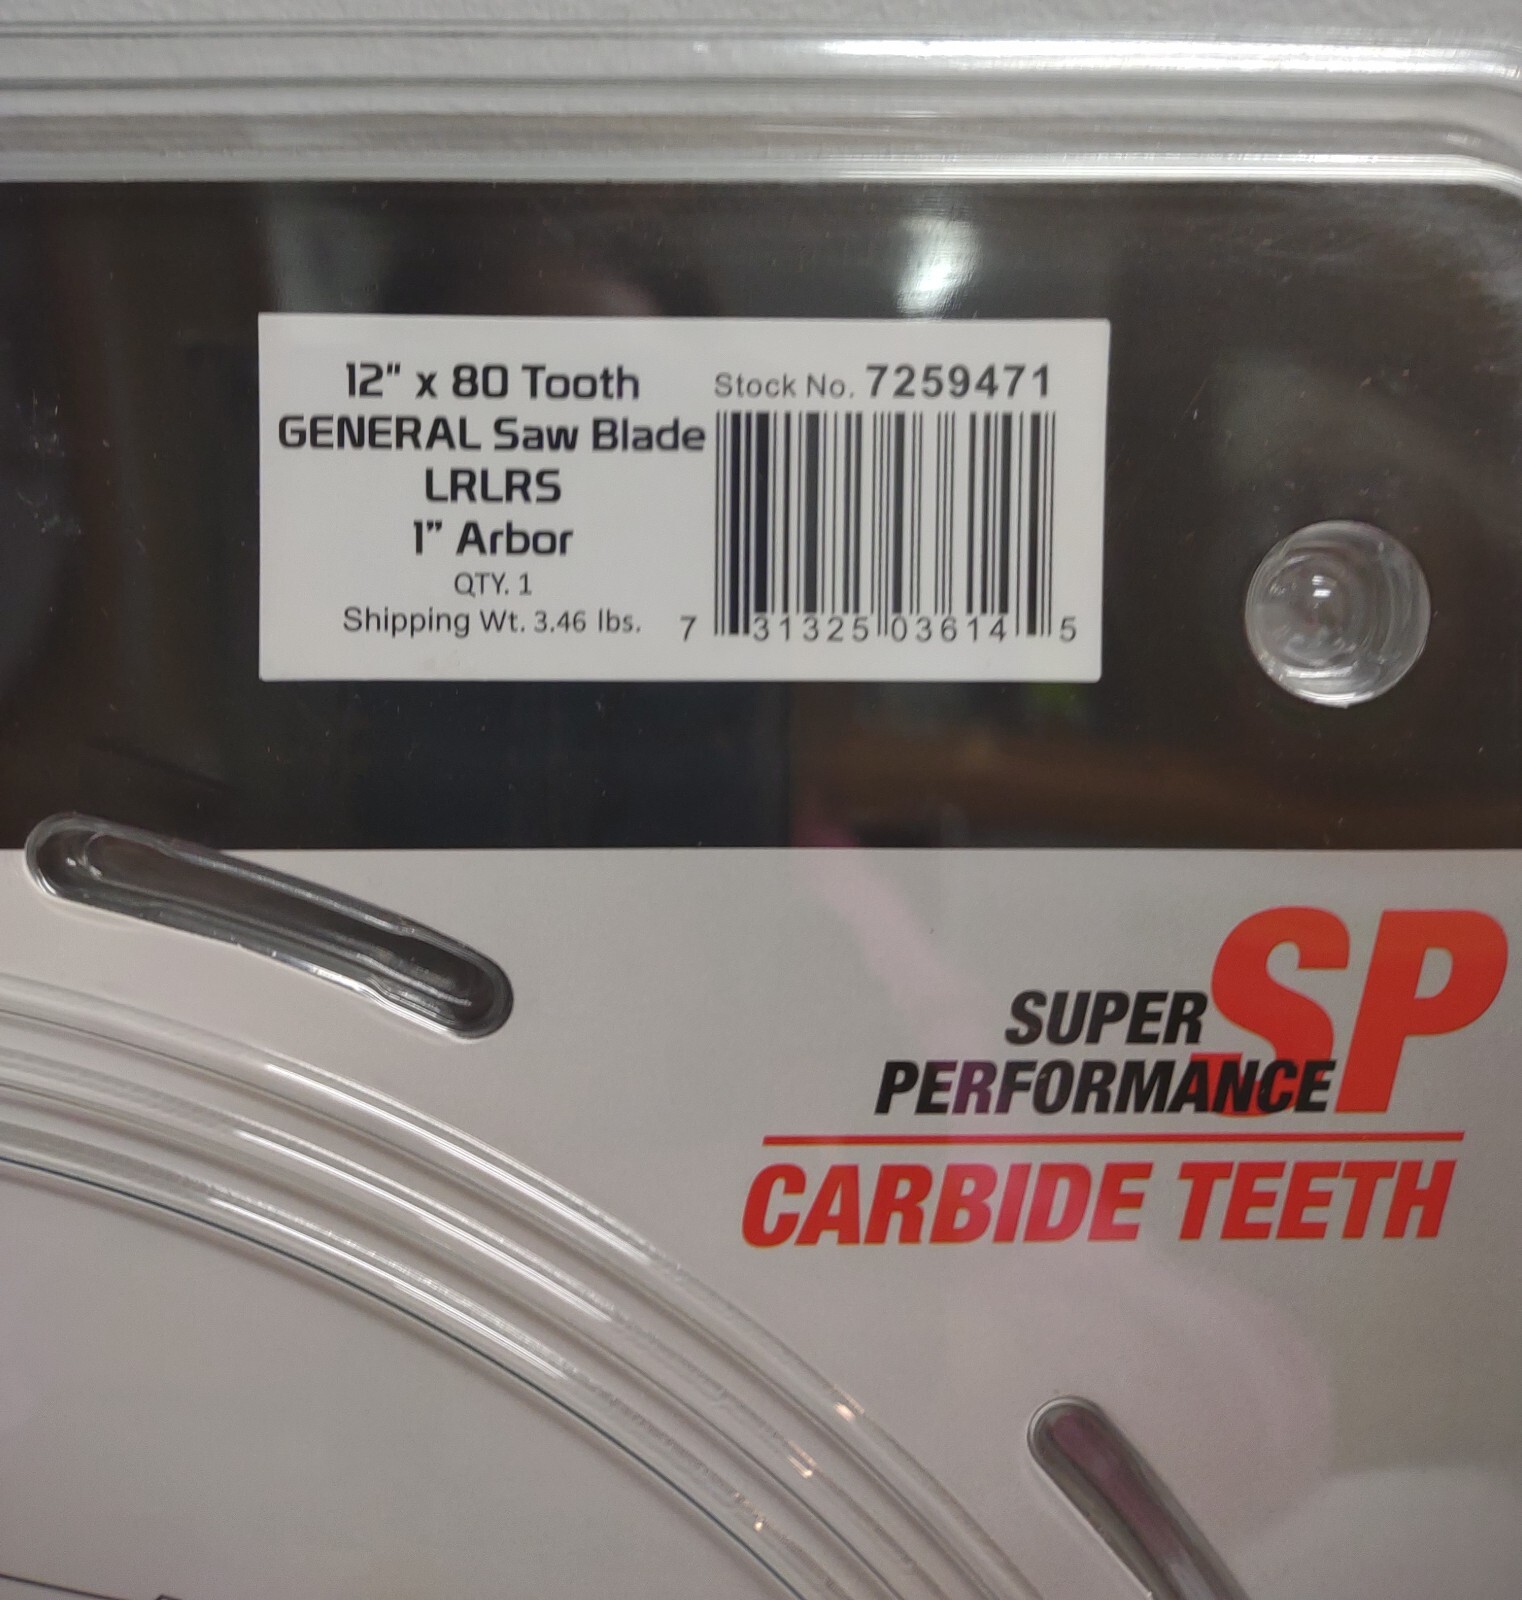 12" x 80 Tooth
GENERAL Saw Blade
LRLRS
1" Arbor
QTY. 1
Shipping Wt. 3.46 lbs.
Stock No. 7259471
7 31325 03614 5
SUPER
PERFORMANCE
SP
CARBIDE TEETH